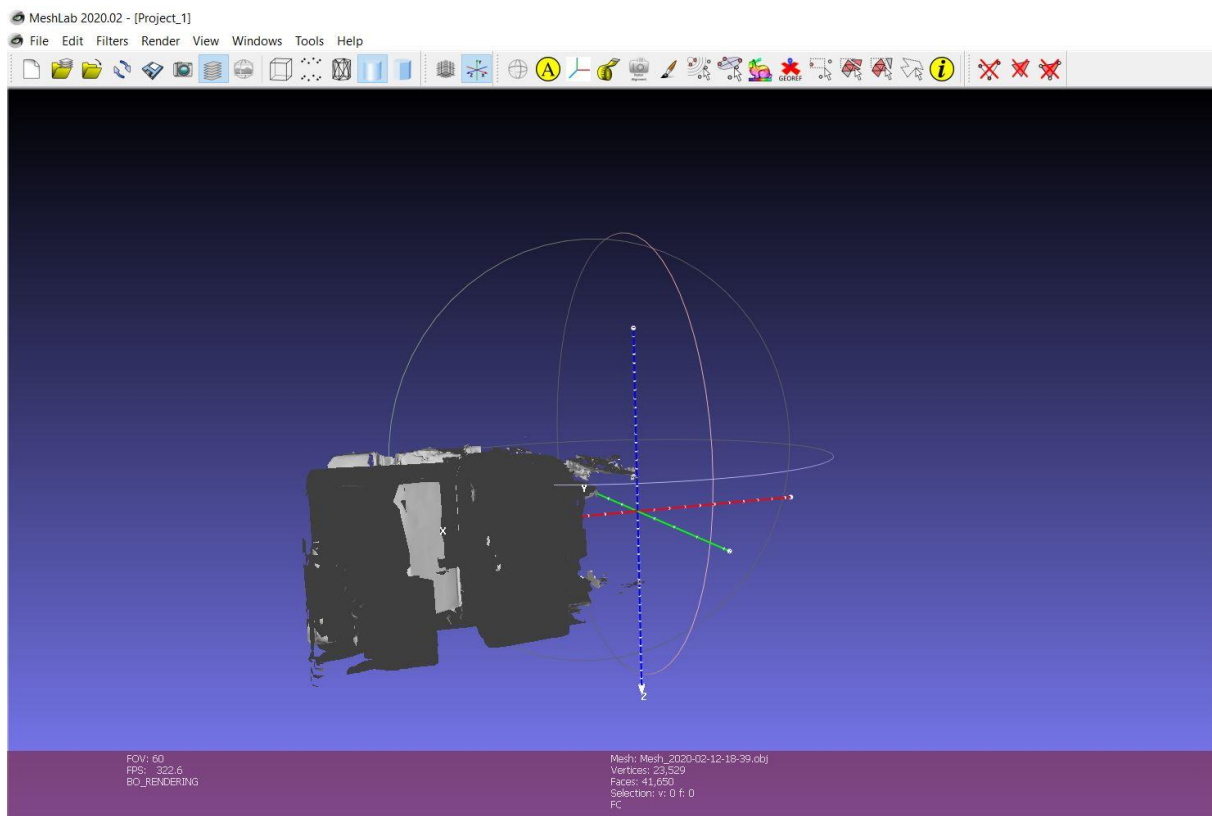 MeshLab 2020.02 - [Project_1]
File Edit Filters Render View Windows Tools Help
A
GEOREF
i
Y
X
Z
FOV: 60
FPS: 322.6
BO_RENDERING
Mesh: Mesh_2020-02-12-18-39.obj
Vertices: 23,529
Faces: 41,650
Selection: v: 0 f: 0
FC